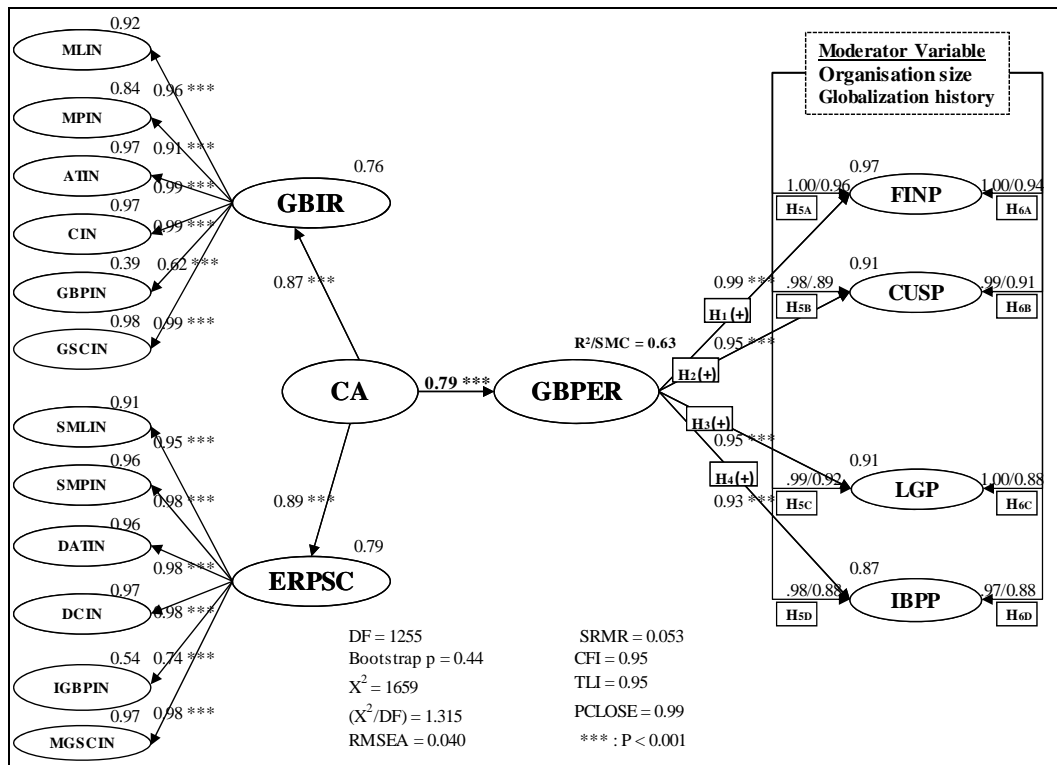 0.92
MLIN
0.96 ***
0.84
MPIN
0.91 ***
0.97
ATIN
0.99 ***
0.97
CIN
0.99 ***
0.39
GBPIN
0.62 ***
0.98
GSCIN
0.99 ***
0.76
GBIR
0.87 ***
CA
0.79 ***
0.89 ***
0.91
SMLIN
0.95 ***
0.96
SMPIN
0.98 ***
0.96
DATIN
0.98 ***
0.97
DCIN
0.98 ***
0.54
IGBPIN
0.74 ***
0.97
MGSCIN
0.98 ***
0.79
ERPSC
R²/SMC = 0.63
GBPER
0.99 ***
H1(+)
0.95 ***
H2(+)
H3(+)
0.95 ***
H4(+)
0.93 ***
Moderator Variable
Organisation size
Globalization history
0.97
1.00/0.96
FINP
1.00/0.94
H5A
H6A
0.91
.98/.89
CUSP
.99/0.91
H5B
H6B
0.91
.99/0.92
LGP
1.00/0.88
H5C
H6C
0.87
.98/0.88
IBPP
.97/0.88
H5D
H6D
DF = 1255
Bootstrap p = 0.44
X² = 1659
(X²/DF) = 1.315
RMSEA = 0.040
SRMR = 0.053
CFI = 0.95
TLI = 0.95
PCLOSE = 0.99
*** : P < 0.001